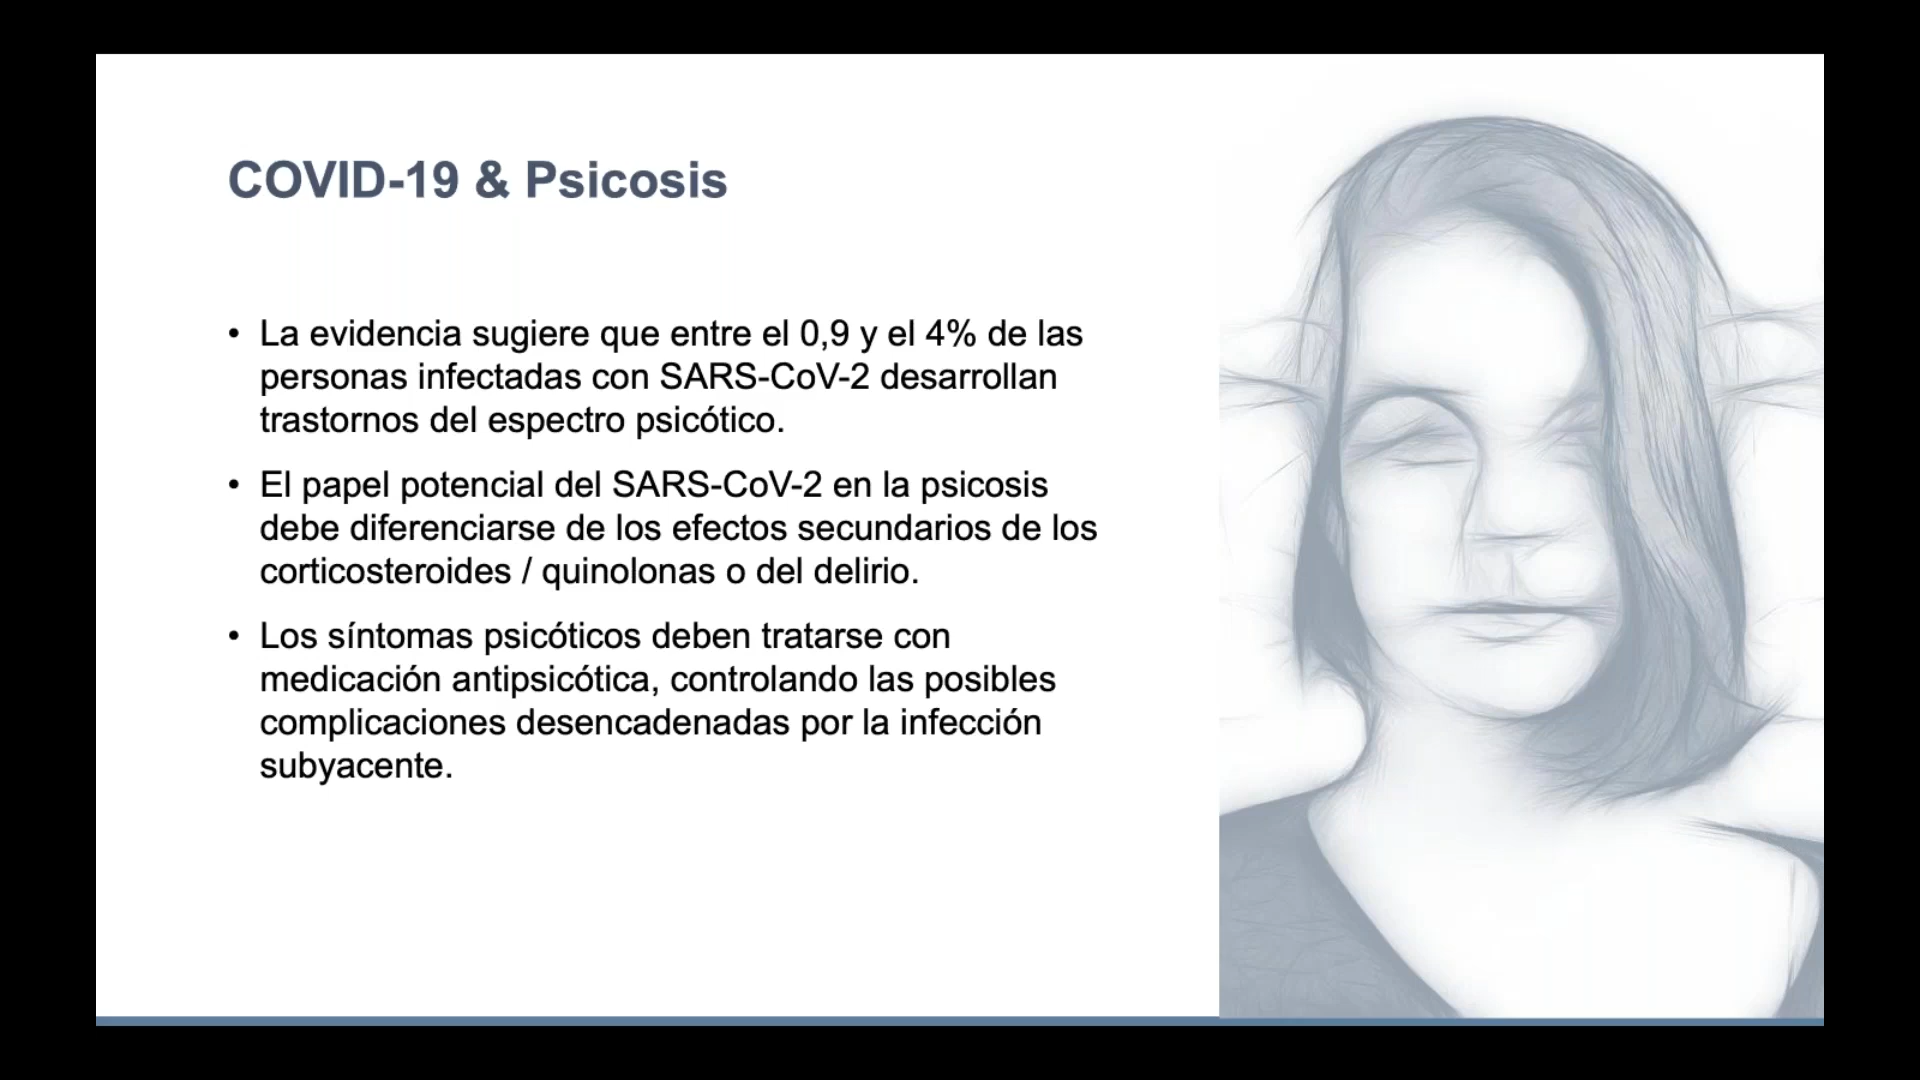 COVID-19 & Psicosis
• La evidencia sugiere que entre el 0,9 y el 4% de las
personas infectadas con SARS-CoV-2 desarrollan
trastornos del espectro psicótico.
• El papel potencial del SARS-CoV-2 en la psicosis
debe diferenciarse de los efectos secundarios de los
corticosteroides / quinolonas o del delirio.
• Los síntomas psicóticos deben tratarse con
medicación antipsicótica, controlando las posibles
complicaciones desencadenadas por la infección
subyacente.